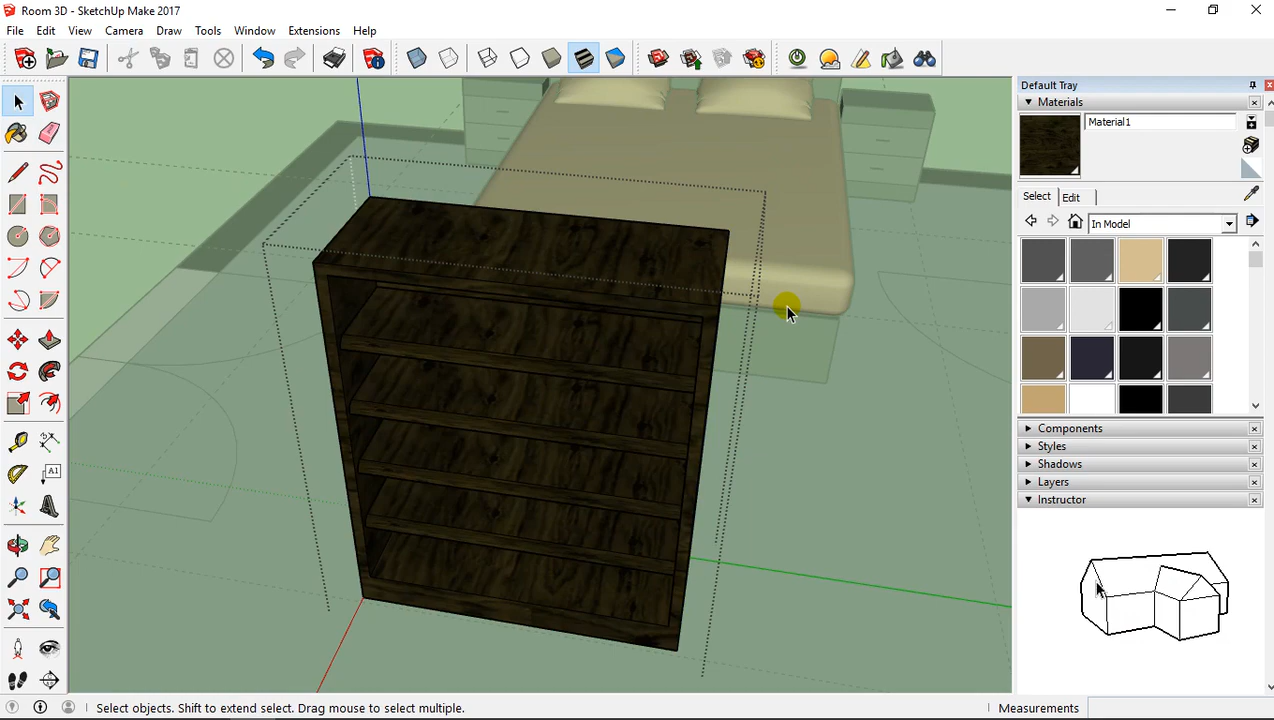 Room 3D - SketchUp Make 2017
File Edit View Camera Draw Tools Window Extensions Help
Default Tray
Materials
Material1
Select Edit
In Model
Components
Styles
Shadows
Layers
Instructor
A1
Select objects. Shift to extend select. Drag mouse to select multiple.
Measurements